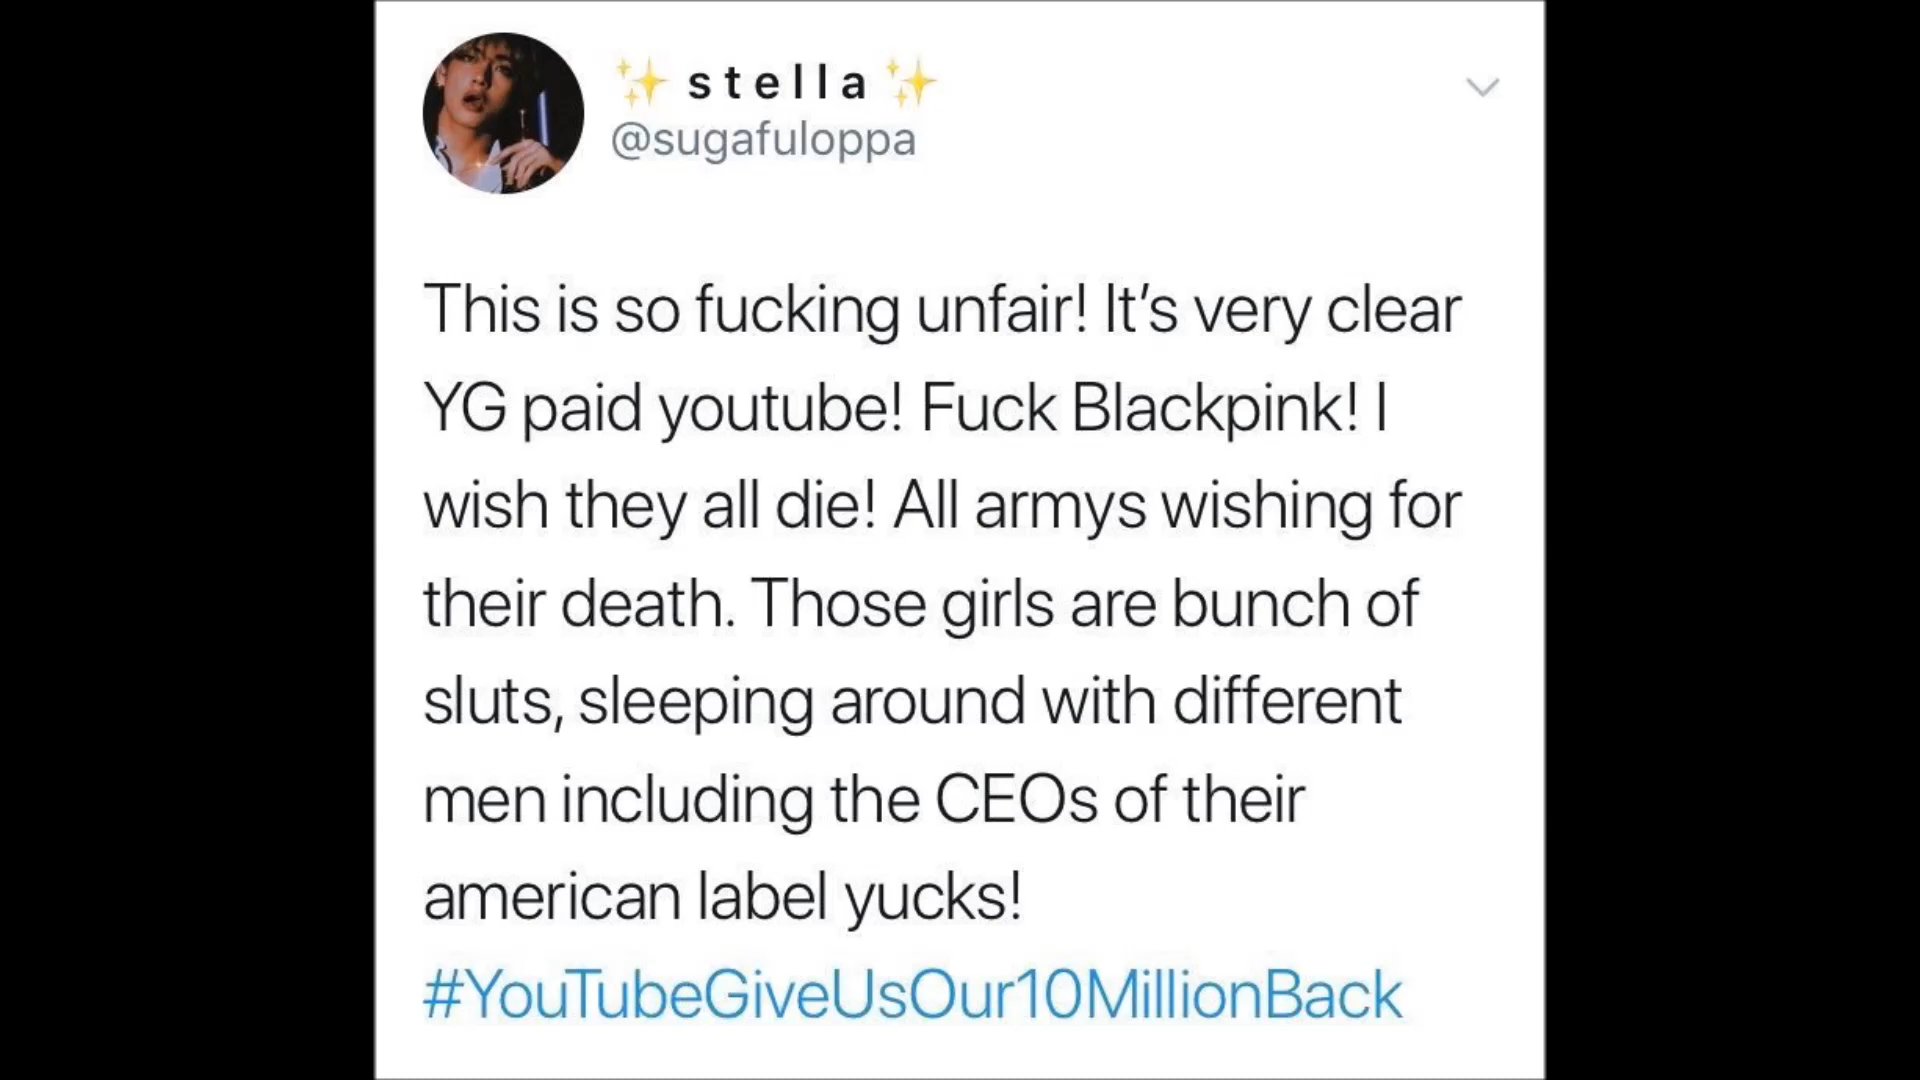 ✨ s t e l l a ✨
@sugafuloppa
This is so fucking unfair! It’s very clear
YG paid youtube! Fuck Blackpink! I
wish they all die! All armys wishing for
their death. Those girls are bunch of
sluts, sleeping around with different
men including the CEOs of their
american label yucks!
#YouTubeGiveUsOur10MillionBack